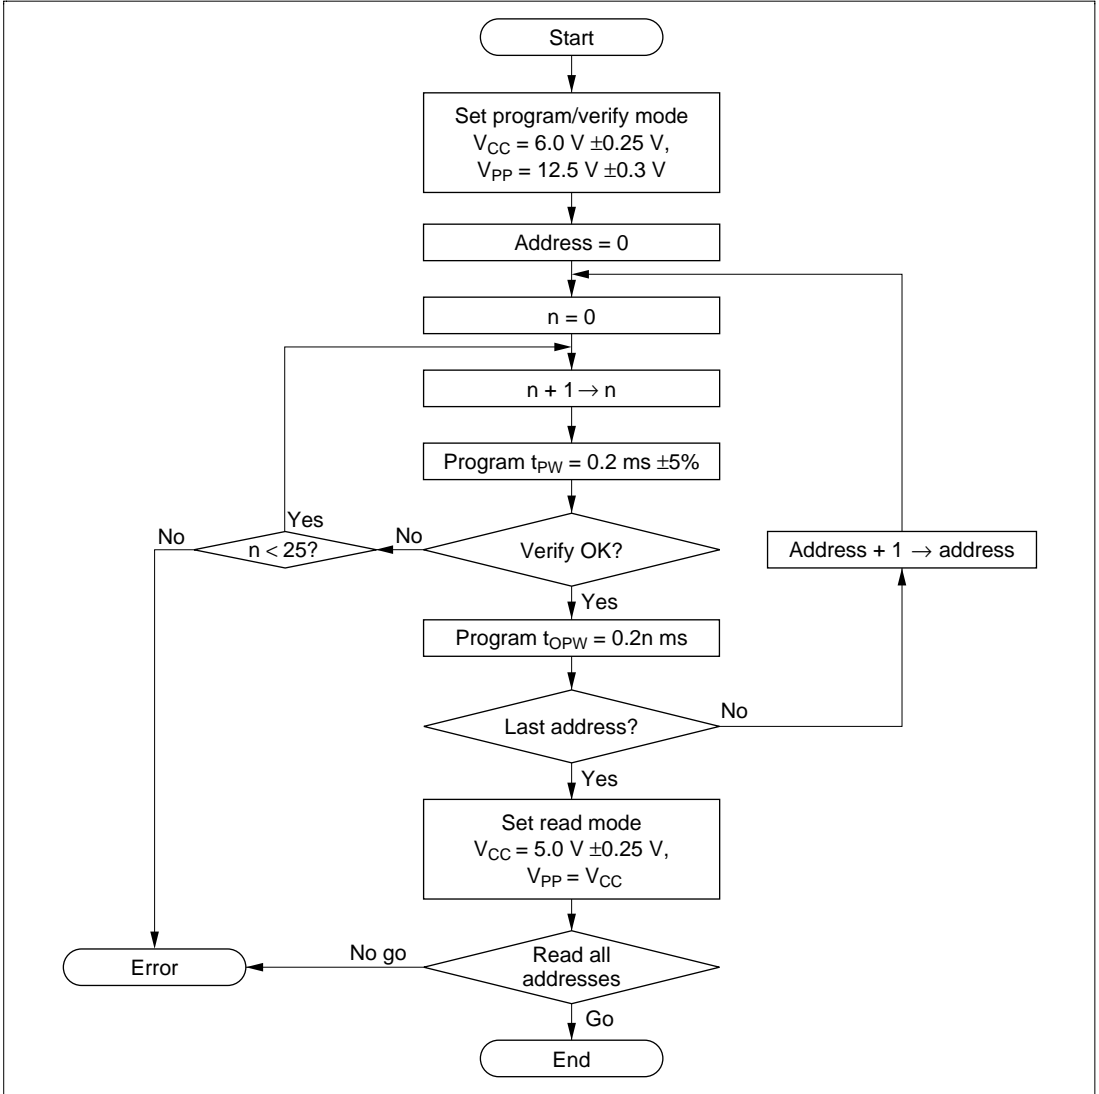 Start
Set program/verify mode
VCC = 6.0 V ±0.25 V,
VPP = 12.5 V ±0.3 V
Address = 0
n = 0
n + 1 → n
Program tPW = 0.2 ms ±5%
No
Yes
n < 25?
No
Verify OK?
Address + 1 → address
Yes
Program tOPW = 0.2n ms
Last address?
No
Yes
Set read mode
VCC = 5.0 V ±0.25 V,
VPP = VCC
Error
No go
Read all
addresses
Go
End